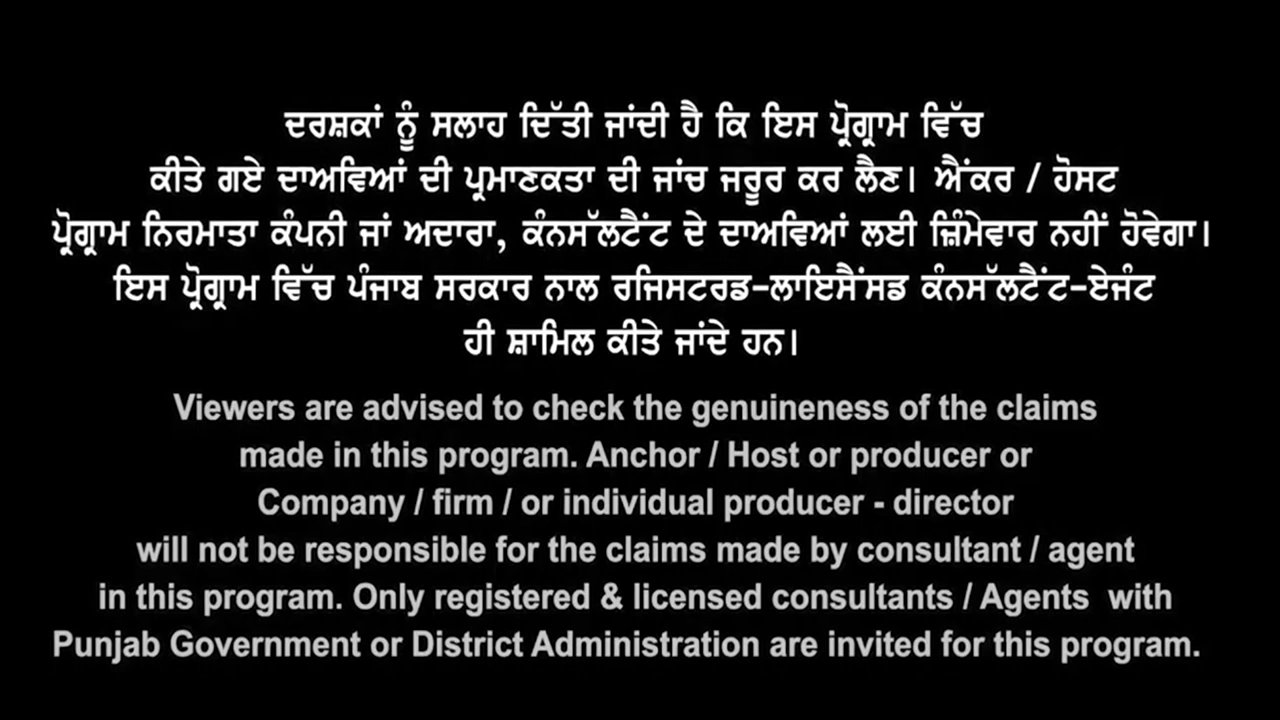 ਦਰਸ਼ਕਾਂ ਨੂੰ ਸਲਾਹ ਦਿੱਤੀ ਜਾਂਦੀ ਹੈ ਕਿ ਇਸ ਪ੍ਰੋਗ੍ਰਾਮ ਵਿੱਚ
ਕੀਤੇ ਗਏ ਦਾਅਵਿਆਂ ਦੀ ਪ੍ਰਮਾਣਕਤਾ ਦੀ ਜਾਂਚ ਜਰੂਰ ਕਰ ਲੈਣ। ਐਂਕਰ / ਹੋਸਟ
ਪ੍ਰੋਗ੍ਰਾਮ ਨਿਰਮਾਤਾ ਕੰਪਨੀ ਜਾਂ ਅਦਾਰਾ, ਕੰਨਸੱਲਟੈਂਟ ਦੇ ਦਾਅਵਿਆਂ ਲਈ ਜ਼ਿੰਮੇਵਾਰ ਨਹੀਂ ਹੋਵੇਗਾ।
ਇਸ ਪ੍ਰੋਗ੍ਰਾਮ ਵਿੱਚ ਪੰਜਾਬ ਸਰਕਾਰ ਨਾਲ ਰਜਿਸਟਰਡ-ਲਾਇਸੈਂਸਡ ਕੰਨਸੱਲਟੈਂਟ-ਏਜੰਟ
ਹੀ ਸ਼ਾਮਿਲ ਕੀਤੇ ਜਾਂਦੇ ਹਨ।
Viewers are advised to check the genuineness of the claims
made in this program. Anchor / Host or producer or
Company / firm / or individual producer - director
will not be responsible for the claims made by consultant / agent
in this program. Only registered & licensed consultants / Agents with
Punjab Government or District Administration are invited for this program.